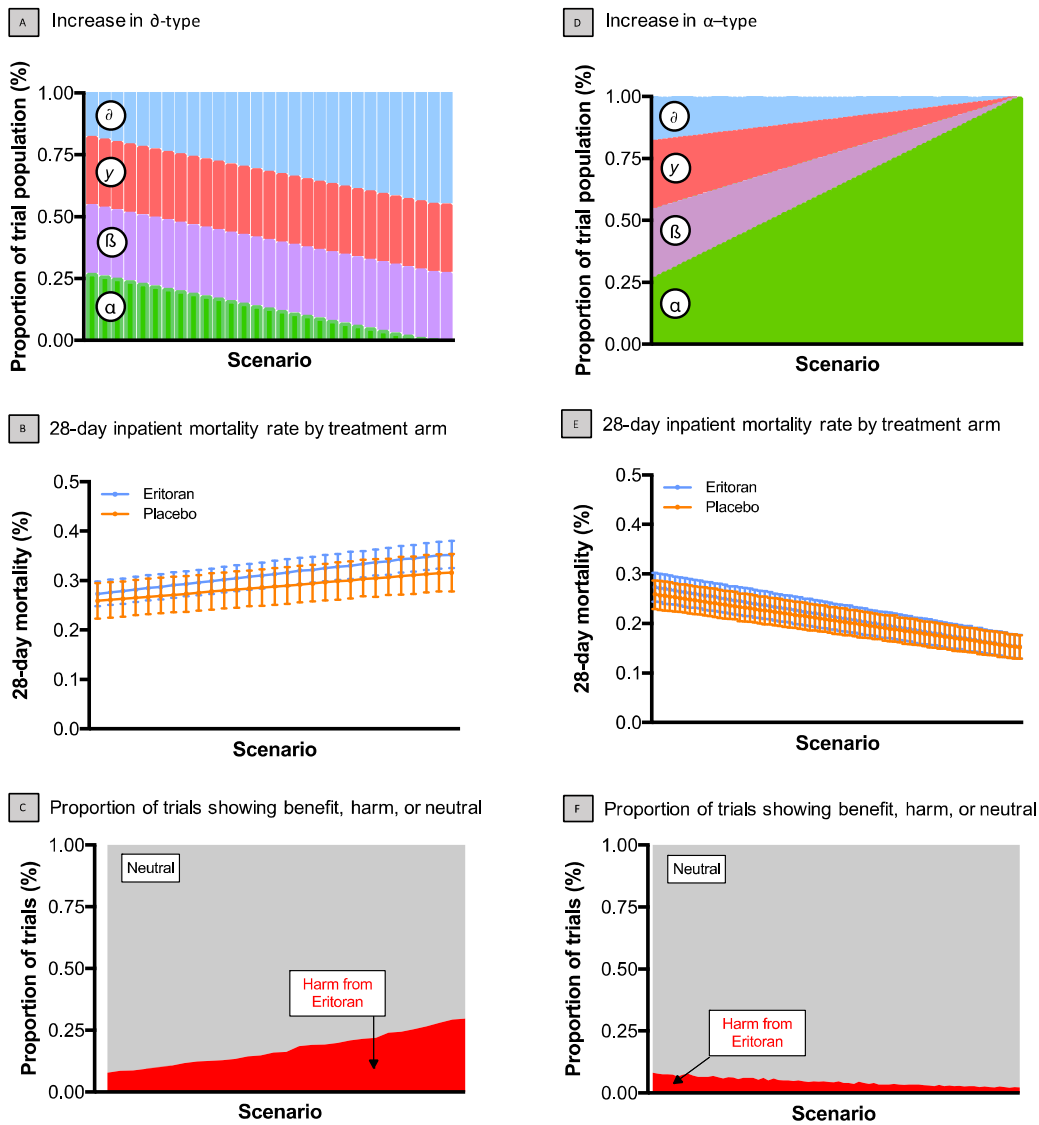 A Increase in ∂-type
Proportion of trial population (%)
1.00
0.75
0.50
0.25
0.00
∂
y
ß
α
Scenario
B 28-day inpatient mortality rate by treatment arm
28-day mortality (%)
0.5
0.4
0.3
0.2
0.1
0.0
Eritoran
Placebo
Scenario
C Proportion of trials showing benefit, harm, or neutral
Proportion of trials (%)
1.00
0.75
0.50
0.25
0.00
Neutral
Harm from
Eritoran
Scenario
D Increase in α–type
Proportion of trial population (%)
1.00
0.75
0.50
0.25
0.00
∂
y
ß
α
Scenario
E 28-day inpatient mortality rate by treatment arm
28-day mortality (%)
0.5
0.4
0.3
0.2
0.1
0.0
Eritoran
Placebo
Scenario
F Proportion of trials showing benefit, harm, or neutral
Proportion of trials (%)
1.00
0.75
0.50
0.25
0.00
Neutral
Harm from
Eritoran
Scenario